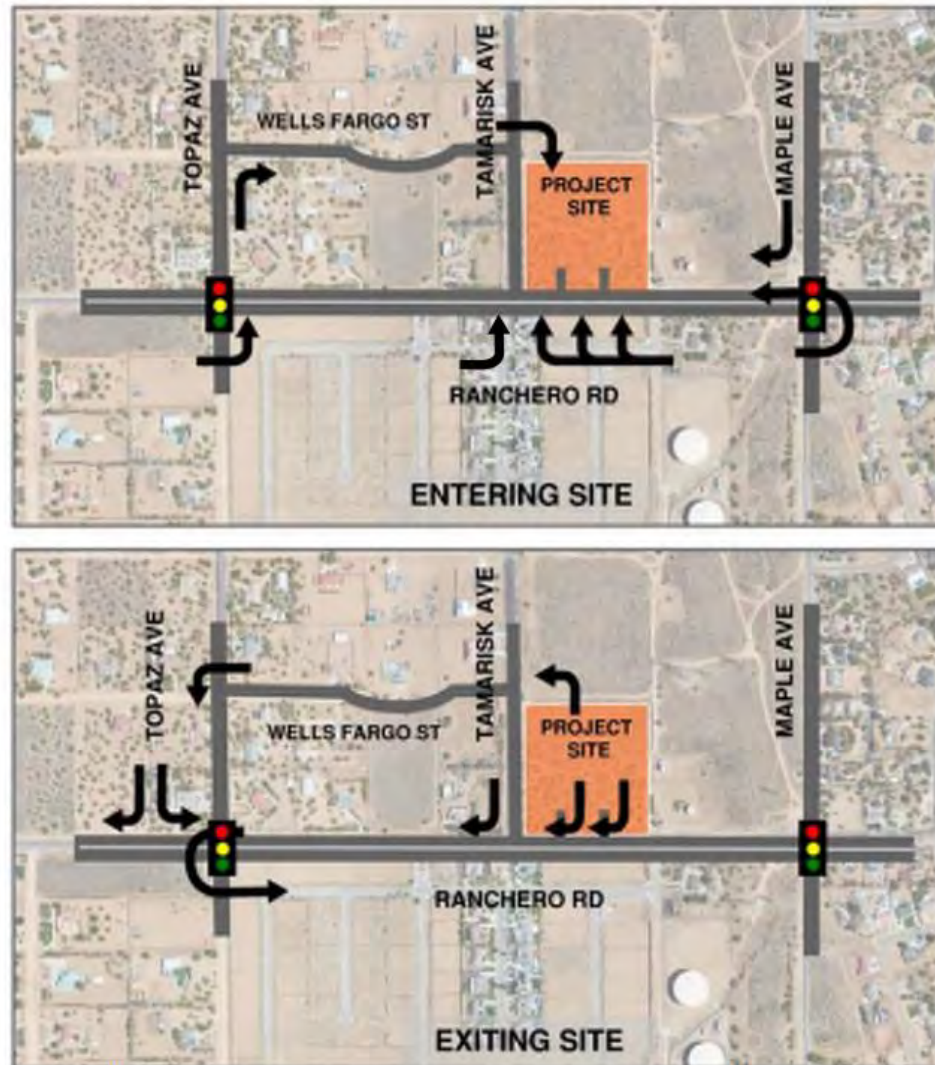 TOPAZ AVE
WELLS FARGO ST
TAMARISK AVE
PROJECT
SITE
MAPLE AVE
RANCHERO RD
ENTERING SITE
TOPAZ AVE
WELLS FARGO ST
TAMARISK AVE
PROJECT
SITE
MAPLE AVE
RANCHERO RD
EXITING SITE